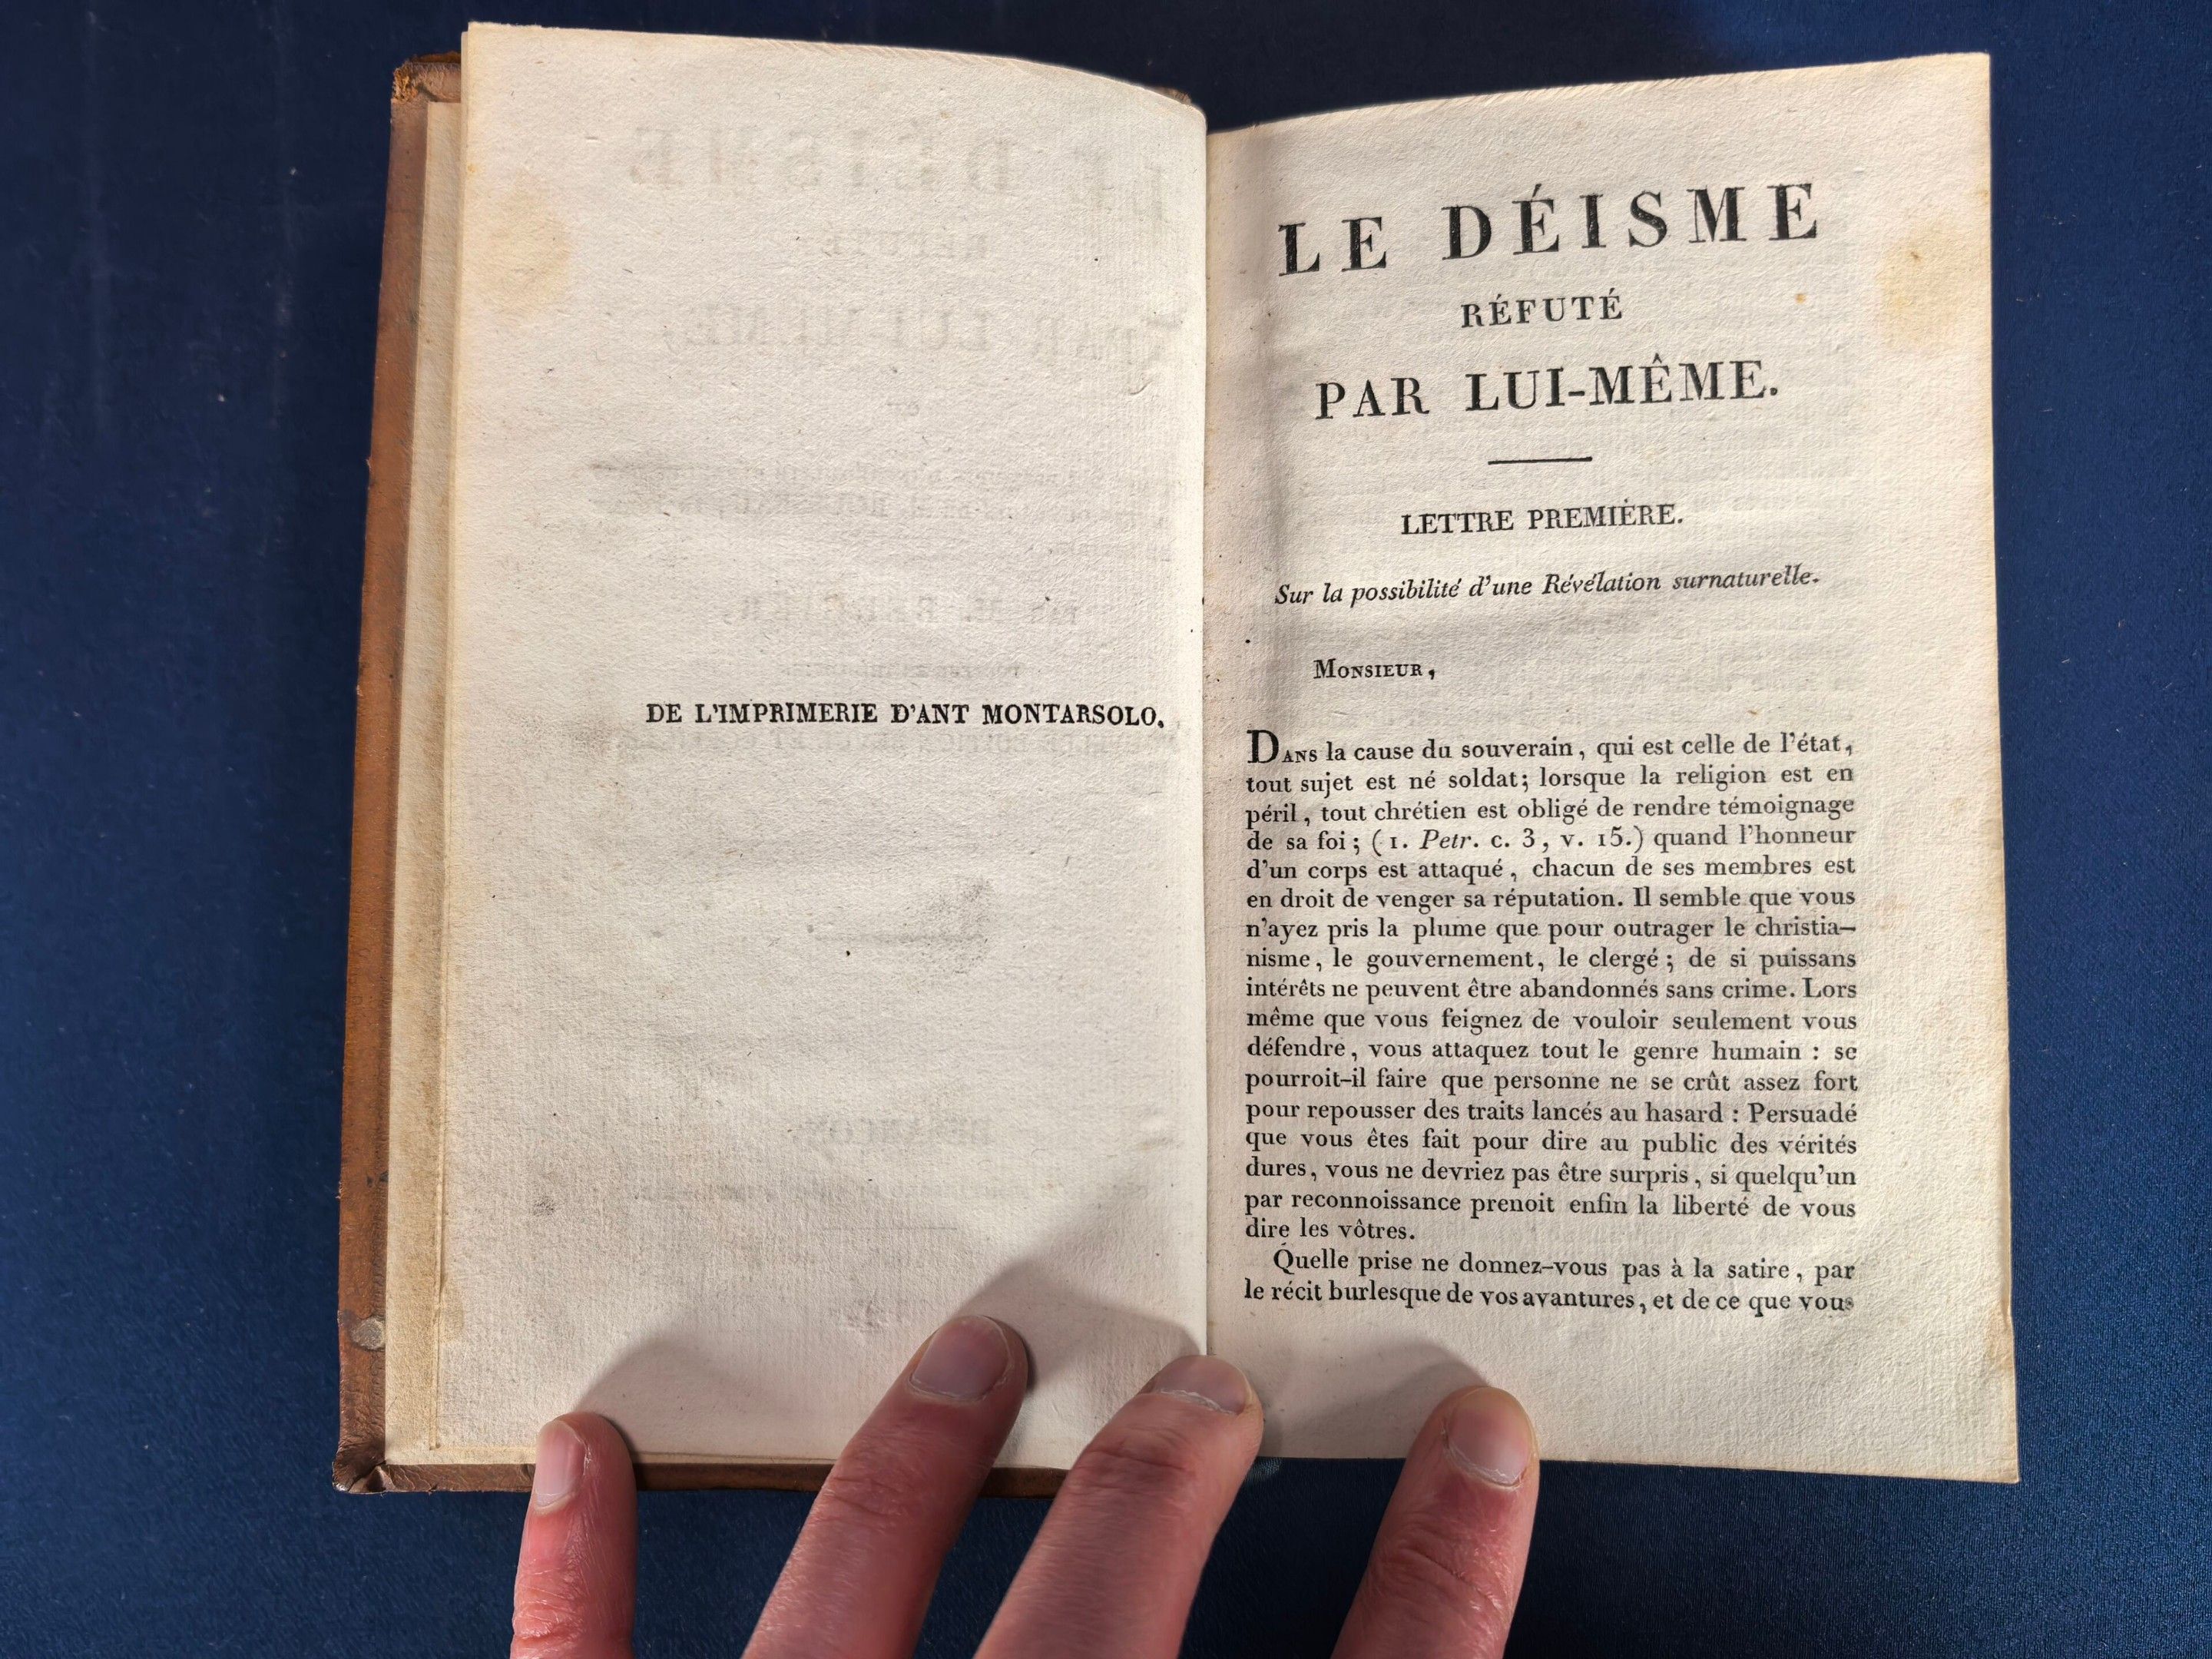 DE L'IMPRIMERIE D'ANT MONTARSOLO.
LE DÉISME
RÉFUTÉ
PAR LUI-MÊME.
LETTRE PREMIÈRE.
Sur la possibilité d'une Révélation surnaturelle.
MONSIEUR,
DANS la cause du souverain, qui est celle de l'état,
tout sujet est né soldat; lorsque la religion est en
péril, tout chrétien est obligé de rendre témoignage
de sa foi; (1. Petr. c. 3, v. 15.) quand l'honneur
d'un corps est attaqué, chacun de ses membres est
en droit de venger sa réputation. Il semble que vous
n'ayez pris la plume que pour outrager le christia-
nisme, le gouvernement, le clergé; de si puissans
intérêts ne peuvent être abandonnés sans crime. Lors
même que vous feignez de vouloir seulement vous
défendre, vous attaquez tout le genre humain : se
pourroit-il faire que personne ne se crût assez fort
pour repousser des traits lancés au hasard : Persuadé
que vous êtes fait pour dire au public des vérités
dures, vous ne devriez pas être surpris, si quelqu'un
par reconnoissance prenoit enfin la liberté de vous
dire les vôtres.
Quelle prise ne donnez-vous pas à la satire, par
le récit burlesque de vos avantures, et de ce que vous